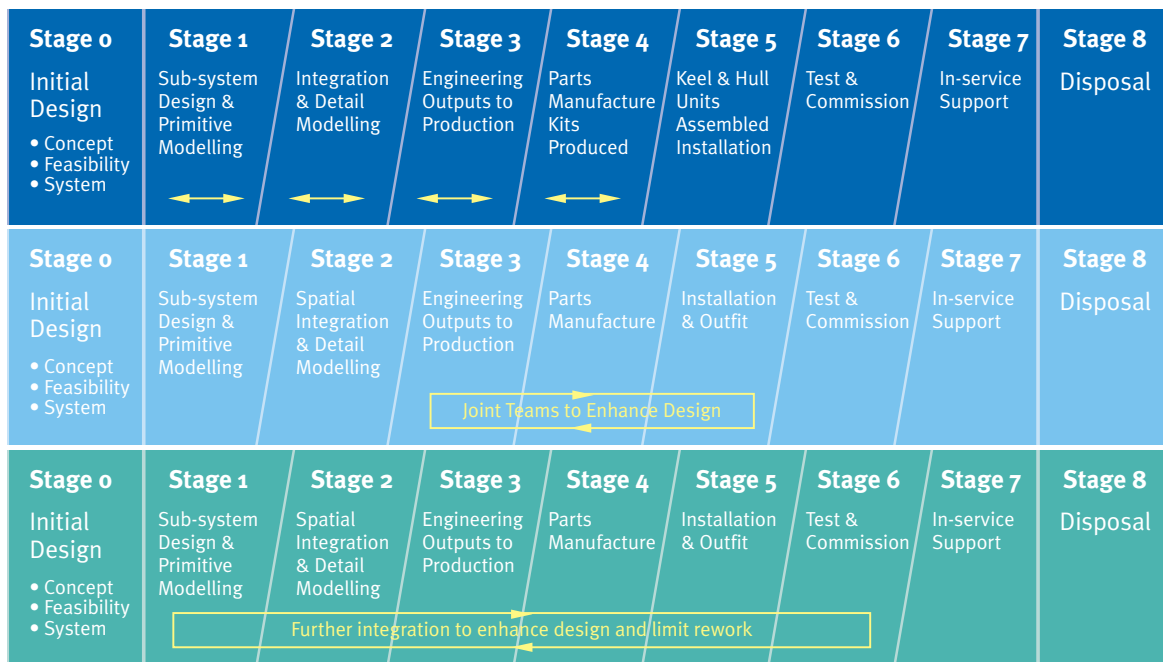 Stage 0
Initial
Design
• Concept
• Feasibility
• System
Stage 1
Sub-system
Design &
Primitive
Modelling
Stage 2
Integration
& Detail
Modelling
Stage 3
Engineering
Outputs to
Production
Stage 4
Parts
Manufacture
Kits
Produced
Stage 5
Keel & Hull
Units
Assembled
Installation
Stage 6
Test &
Commission
Stage 7
In-service
Support
Stage 8
Disposal
Stage 0
Initial
Design
• Concept
• Feasibility
• System
Stage 1
Sub-system
Design &
Primitive
Modelling
Stage 2
Spatial
Integration
& Detail
Modelling
Stage 3
Engineering
Outputs to
Production
Stage 4
Parts
Manufacture
Stage 5
Installation
& Outfit
Stage 6
Test &
Commission
Stage 7
In-service
Support
Stage 8
Disposal
Joint Teams to Enhance Design
Stage 0
Initial
Design
• Concept
• Feasibility
• System
Stage 1
Sub-system
Design &
Primitive
Modelling
Stage 2
Spatial
Integration
& Detail
Modelling
Stage 3
Engineering
Outputs to
Production
Stage 4
Parts
Manufacture
Stage 5
Installation
& Outfit
Stage 6
Test &
Commission
Stage 7
In-service
Support
Stage 8
Disposal
Further integration to enhance design and limit rework